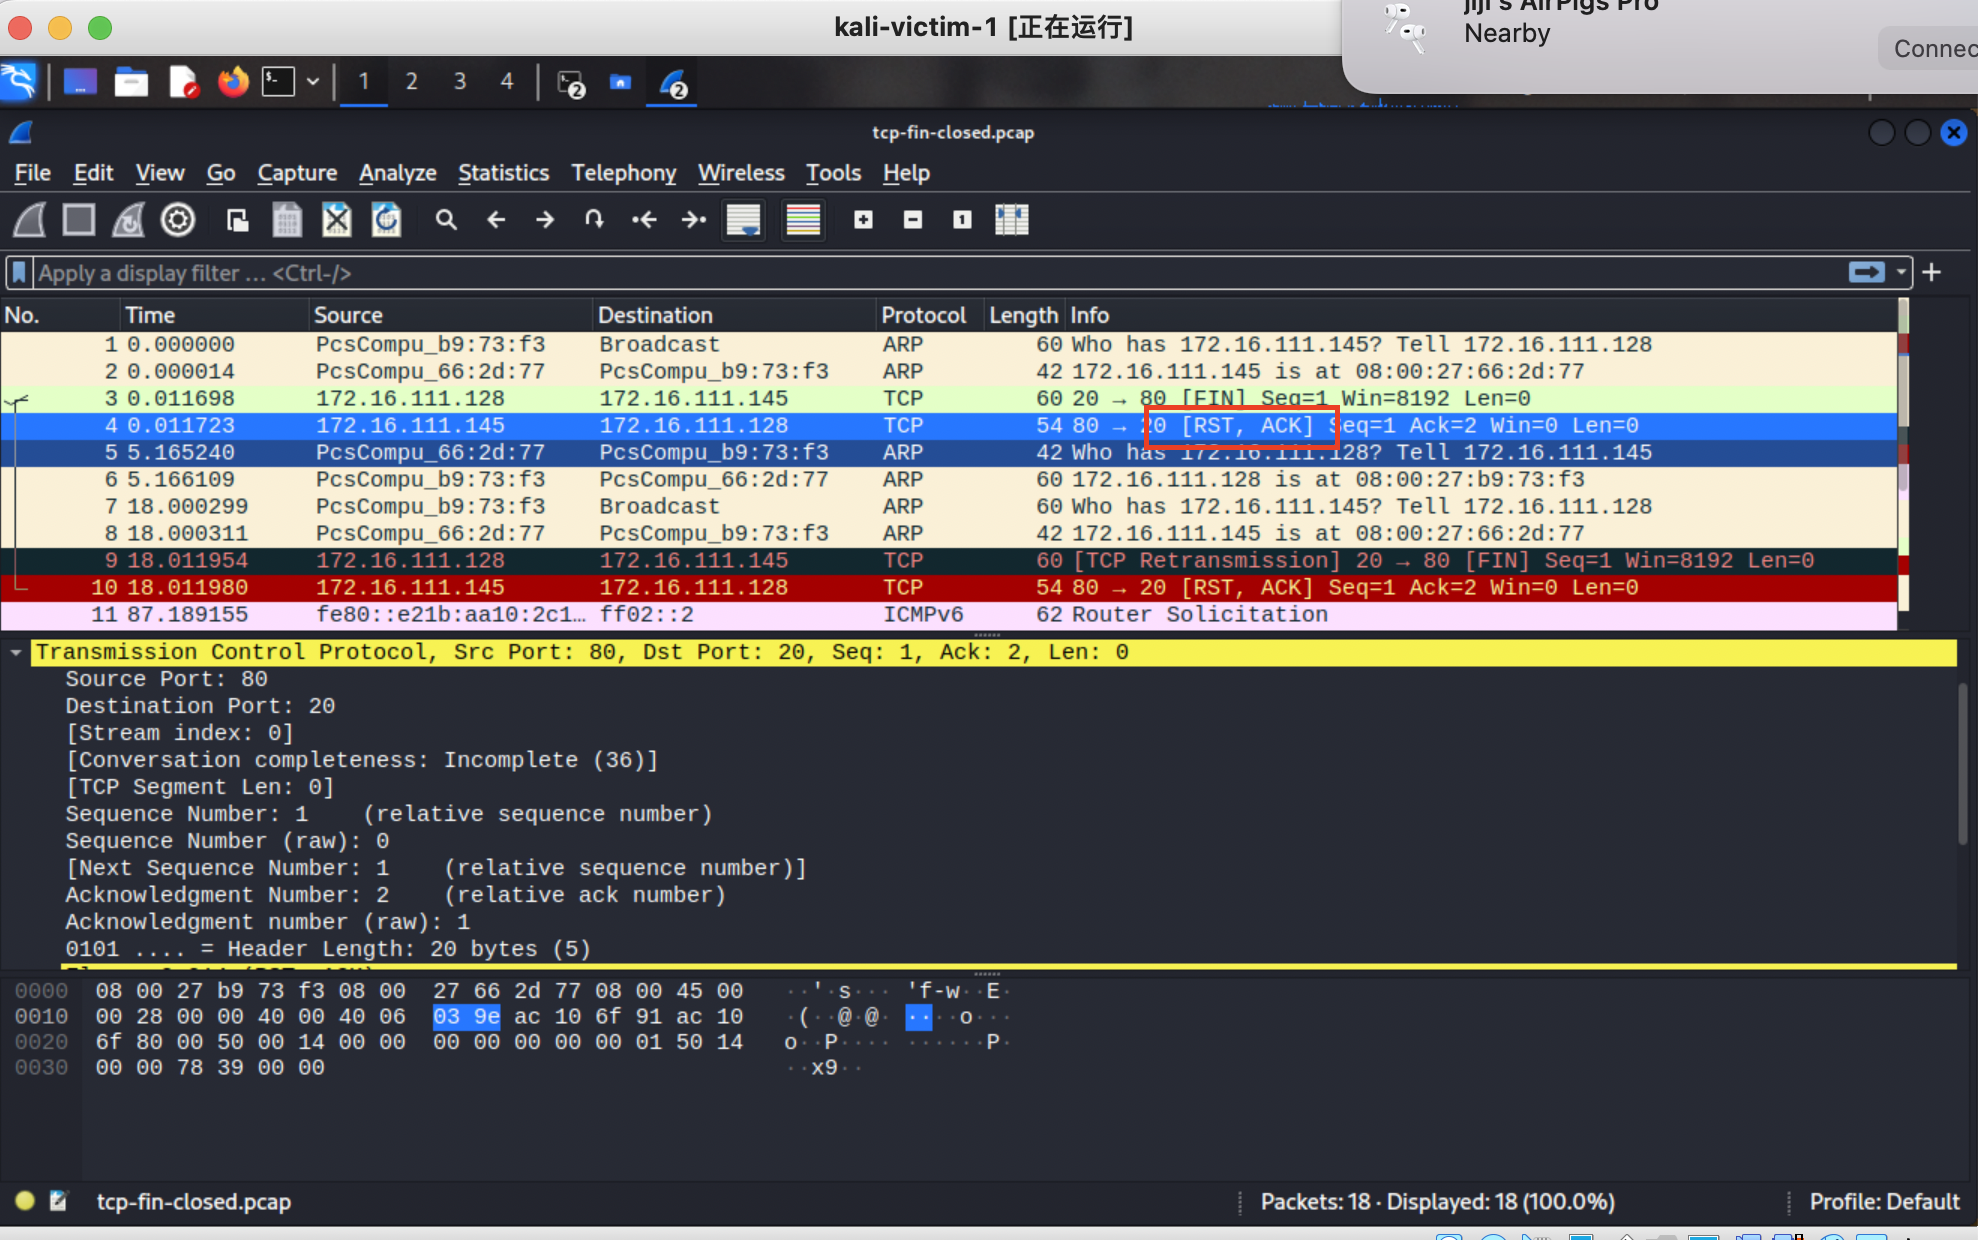 kali-victim-1 [正在运行]
jiji's AirPigs Pro
Nearby
1 2 3 4
2
2
tcp-fin-closed.pcap
File Edit View Go Capture Analyze Statistics Telephony Wireless Tools Help
Apply a display filter … <Ctrl-/>
No. Time Source Destination Protocol Length Info
1 0.000000 PcsCompu_b9:73:f3 Broadcast ARP 60 Who has 172.16.111.145? Tell 172.16.111.128
2 0.000014 PcsCompu_66:2d:77 PcsCompu_b9:73:f3 ARP 42 172.16.111.145 is at 08:00:27:66:2d:77
3 0.011698 172.16.111.128 172.16.111.145 TCP 60 20 → 80 [FIN] Seq=1 Win=8192 Len=0
4 0.011723 172.16.111.145 172.16.111.128 TCP 54 80 → 20 [RST, ACK] Seq=1 Ack=2 Win=0 Len=0
5 5.165240 PcsCompu_66:2d:77 PcsCompu_b9:73:f3 ARP 42 Who has 172.16.111.128? Tell 172.16.111.145
6 5.166109 PcsCompu_b9:73:f3 PcsCompu_66:2d:77 ARP 60 172.16.111.128 is at 08:00:27:b9:73:f3
7 18.000299 PcsCompu_b9:73:f3 Broadcast ARP 60 Who has 172.16.111.145? Tell 172.16.111.128
8 18.000311 PcsCompu_66:2d:77 PcsCompu_b9:73:f3 ARP 42 172.16.111.145 is at 08:00:27:66:2d:77
9 18.011954 172.16.111.128 172.16.111.145 TCP 60 [TCP Retransmission] 20 → 80 [FIN] Seq=1 Win=8192 Len=0
10 18.011980 172.16.111.145 172.16.111.128 TCP 54 80 → 20 [RST, ACK] Seq=1 Ack=2 Win=0 Len=0
11 87.189155 fe80::e21b:aa10:2c1… ff02::2 ICMPv6 62 Router Solicitation
Transmission Control Protocol, Src Port: 80, Dst Port: 20, Seq: 1, Ack: 2, Len: 0
Source Port: 80
Destination Port: 20
[Stream index: 0]
[Conversation completeness: Incomplete (36)]
[TCP Segment Len: 0]
Sequence Number: 1 (relative sequence number)
Sequence Number (raw): 0
[Next Sequence Number: 1 (relative sequence number)]
Acknowledgment Number: 2 (relative ack number)
Acknowledgment number (raw): 1
0101 .... = Header Length: 20 bytes (5)
0000 08 00 27 b9 73 f3 08 00 27 66 2d 77 08 00 45 00 ··'·s··· 'f-w··E·
0010 00 28 00 00 40 00 40 06 03 9e ac 10 6f 91 ac 10 ·(··@·@· ····o···
0020 6f 80 00 50 00 14 00 00 00 00 00 00 00 01 50 14 o··P···· ······P·
0030 00 00 78 39 00 00 ··x9··
tcp-fin-closed.pcap
Packets: 18 · Displayed: 18 (100.0%)
Profile: Default